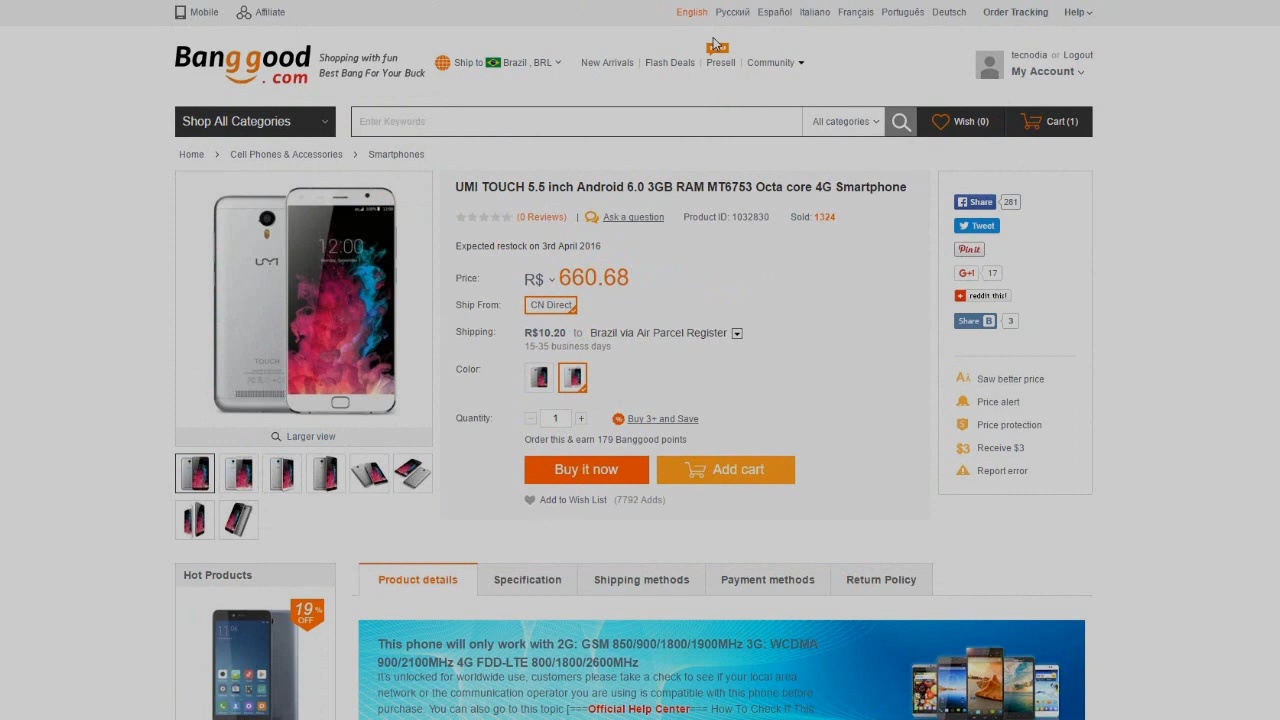 Mobile Affiliate English Русский Español Italiano Français Português Deutsch Order Tracking Help
Banggood.com
Shopping with fun
Best Bang For Your Buck
Ship to Brazil , BRL New Arrivals | Flash Deals | Presell | Community
tecnodia or Logout
My Account
Shop All Categories Enter Keywords All categories Wish (0) Cart (1)
Home > Cell Phones & Accessories > Smartphones
UMI TOUCH 5.5 inch Android 6.0 3GB RAM MT6753 Octa core 4G Smartphone
(0 Reviews) | Ask a question Product ID: 1032830 Sold: 1324
Expected restock on 3rd April 2016
Price: R$ 660.68
Ship From: CN Direct
Shipping: R$10.20 to Brazil via Air Parcel Register
15-35 business days
Color:
Quantity: - 1 + Buy 3+ and Save
Order this & earn 179 Banggood points
Buy it now Add cart
Add to Wish List (7792 Adds)
Share 281
Tweet
Pin it
G+1 17
reddit this!
Share B 3
Saw better price
Price alert
Price protection
$3 Receive $3
Report error
12:00
UMI
TOUCH
Larger view
Hot Products
19% OFF
11:04
Product details Specification Shipping methods Payment methods Return Policy
This phone will only work with 2G: GSM 850/900/1800/1900MHz 3G: WCDMA
900/2100MHz 4G FDD-LTE 800/1800/2600MHz
It's unlocked for worldwide use, customers please take a check to see if your local area
network or the communication operator you are using is compatible with this phone before
purchase. You can also go to this topic [===Official Help Center=== How To Check If This